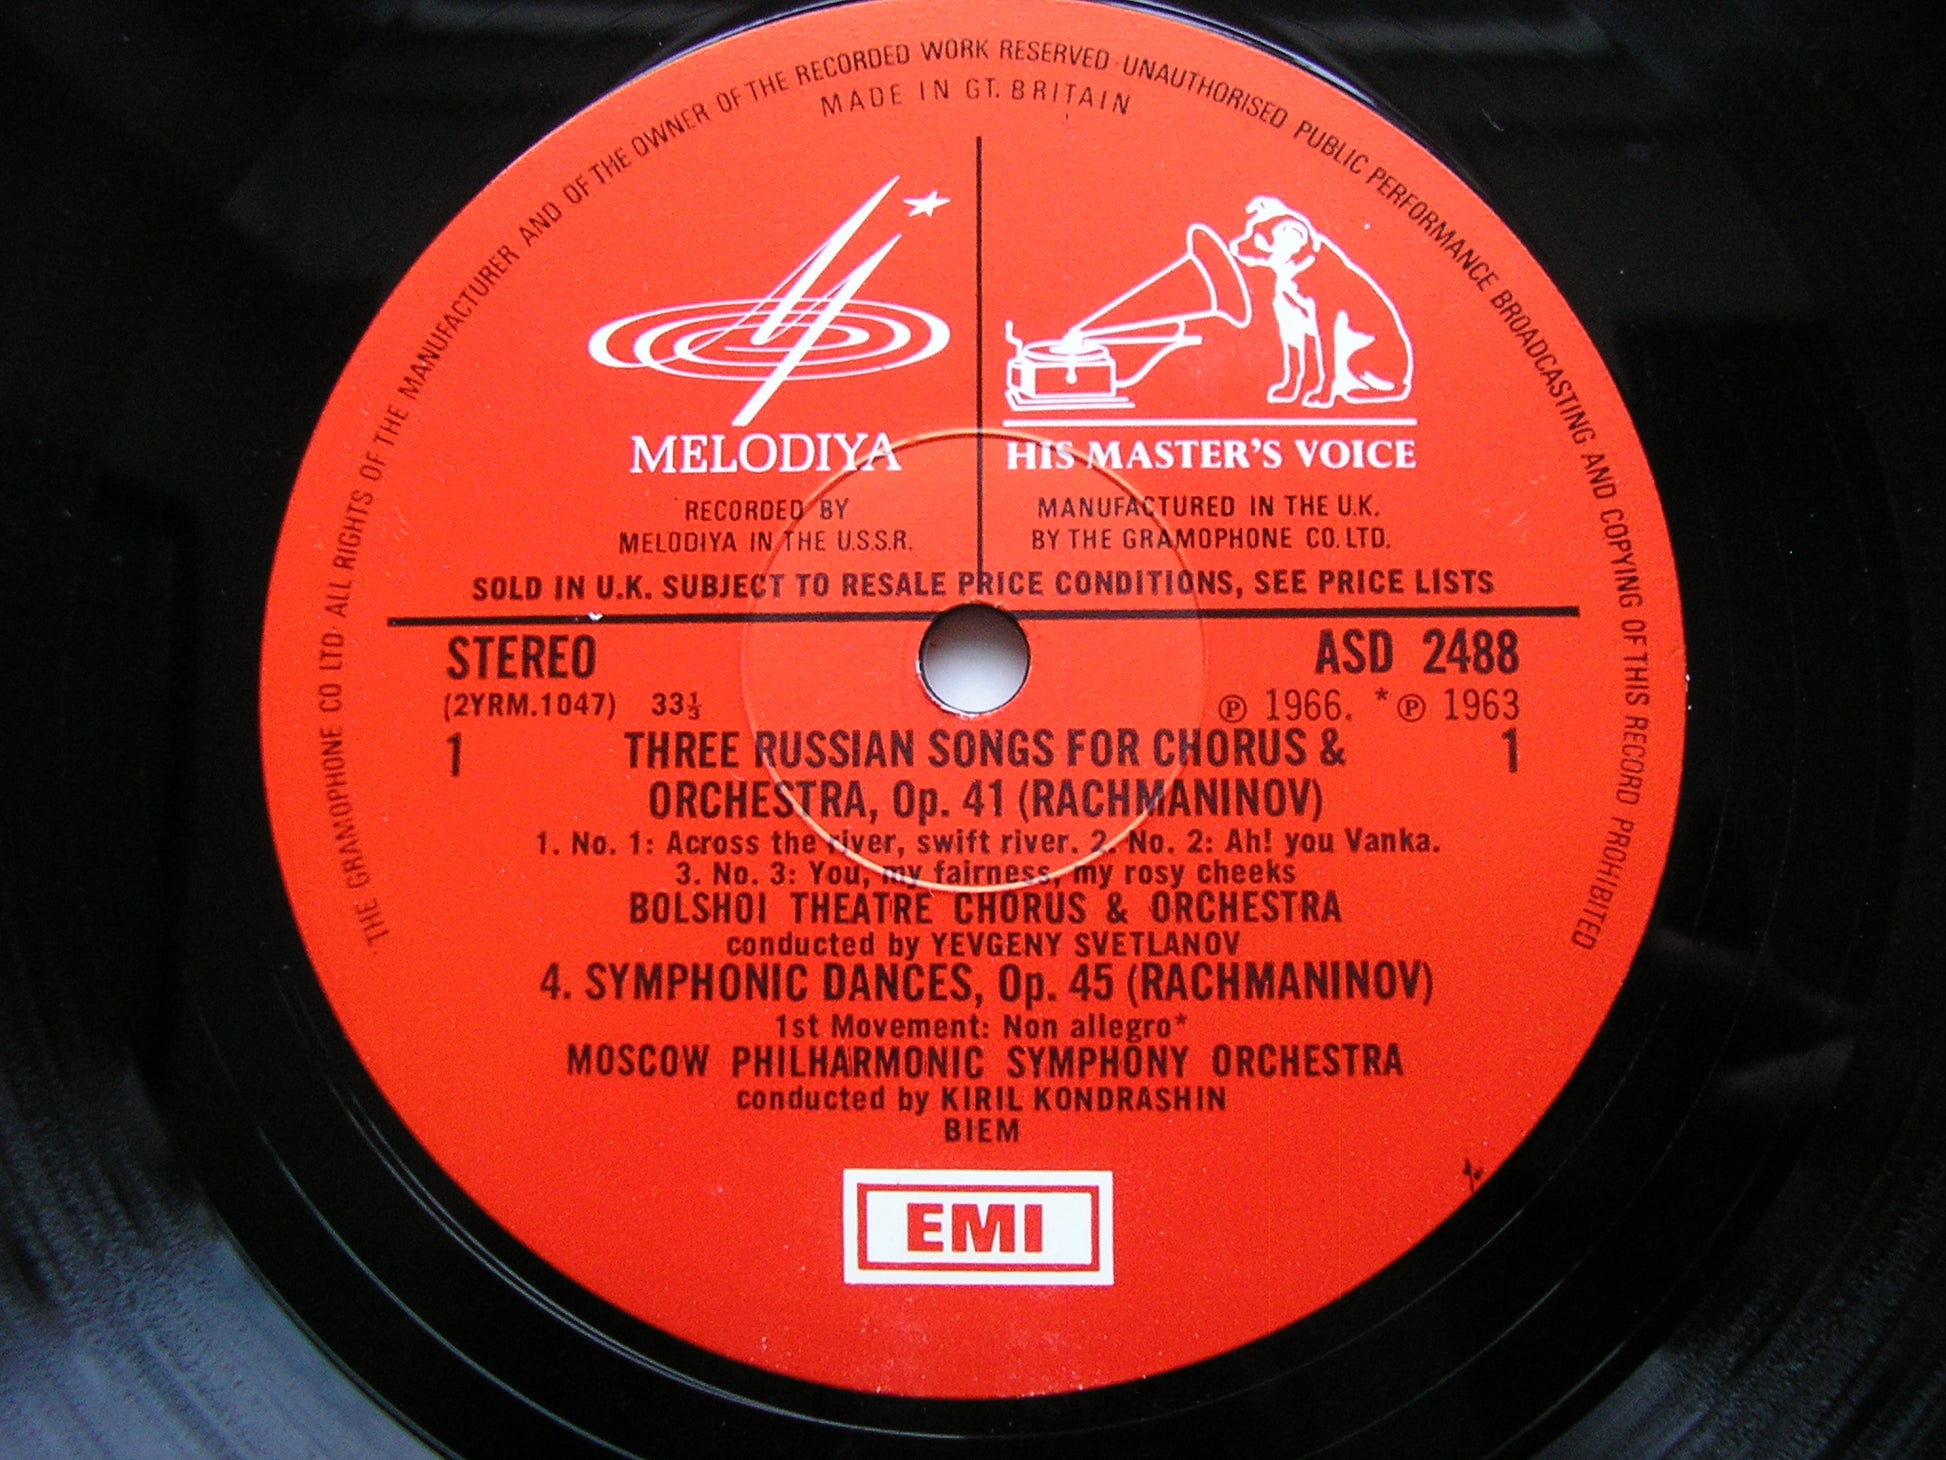 THE GRAMOPHONE CO LTD· ALL RIGHTS OF THE MANUFACTURER AND OF THE OWNER OF THE RECORDED WORK RESERVED · UNAUTHORISED PUBLIC PERFORMANCE BROADCASTING AND COPYING OF THIS RECORD PROHIBITED
MADE IN GT. BRITAIN
MELODIYA
HIS MASTER'S VOICE
RECORDED BY
MELODIYA IN THE U.S.S.R.
MANUFACTURED IN THE U.K.
BY THE GRAMOPHONE CO. LTD.
SOLD IN U.K. SUBJECT TO RESALE PRICE CONDITIONS, SEE PRICE LISTS
STEREO ASD 2488
(2YRM.1047) 33⅓ ℗ 1966. *℗ 1963
1 THREE RUSSIAN SONGS FOR CHORUS & 1
ORCHESTRA, Op. 41 (RACHMANINOV)
1. No. 1: Across the river, swift river. 2. No. 2: Ah! you Vanka.
3. No. 3: You, my fairness, my rosy cheeks
BOLSHOI THEATRE CHORUS & ORCHESTRA
conducted by YEVGENY SVETLANOV
4. SYMPHONIC DANCES, Op. 45 (RACHMANINOV)
1st Movement: Non allegro*
MOSCOW PHILHARMONIC SYMPHONY ORCHESTRA
conducted by KIRIL KONDRASHIN
BIEM
EMI